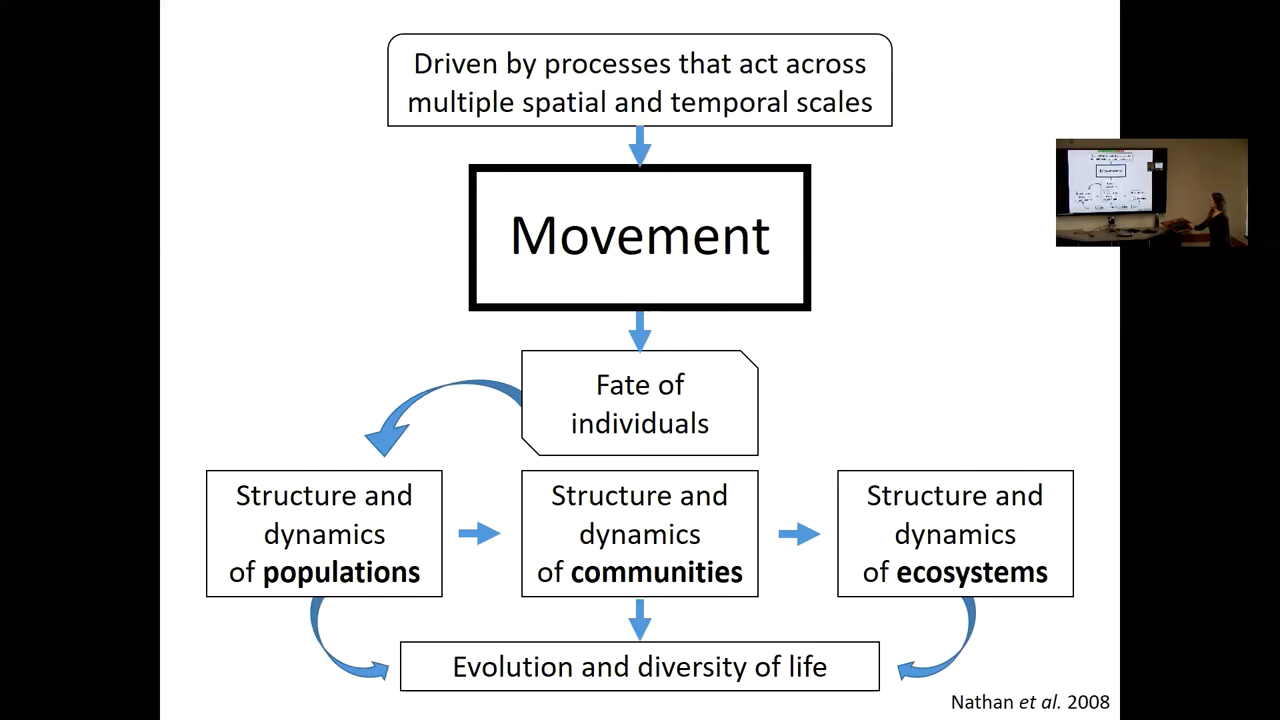 Driven by processes that act across
multiple spatial and temporal scales
Movement
Fate of
individuals
Structure and
dynamics
of populations
Structure and
dynamics
of communities
Structure and
dynamics
of ecosystems
Evolution and diversity of life
Nathan et al. 2008
Movement